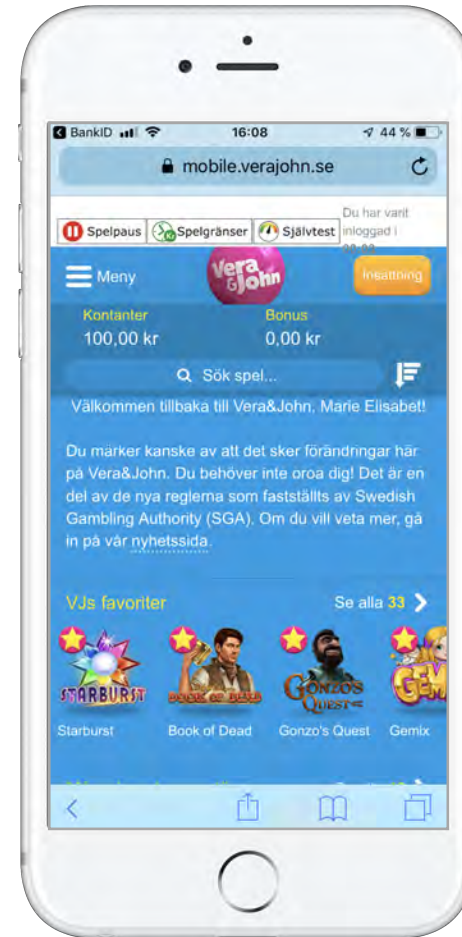 BankID 16:08 44 %
mobile.verajohn.se
Spelpaus Spelgränser Självtest
Du har varit
inloggad i
Meny
Vera
&John
Insättning
Kontanter Bonus
100,00 kr 0,00 kr
Sök spel...
Välkommen tillbaka till Vera&John, Marie Elisabet!
Du märker kanske av att det sker förändringar här
på Vera&John. Du behöver inte oroa dig! Det är en
del av de nya reglerna som fastställts av Swedish
Gambling Authority (SGA). Om du vill veta mer, gå
in på vår nyhetssida.
VJs favoriter Se alla 33
STARBURST BOOK OF DEAD GONZO'S QUEST GEM
Starburst Book of Dead Gonzo's Quest Gemix